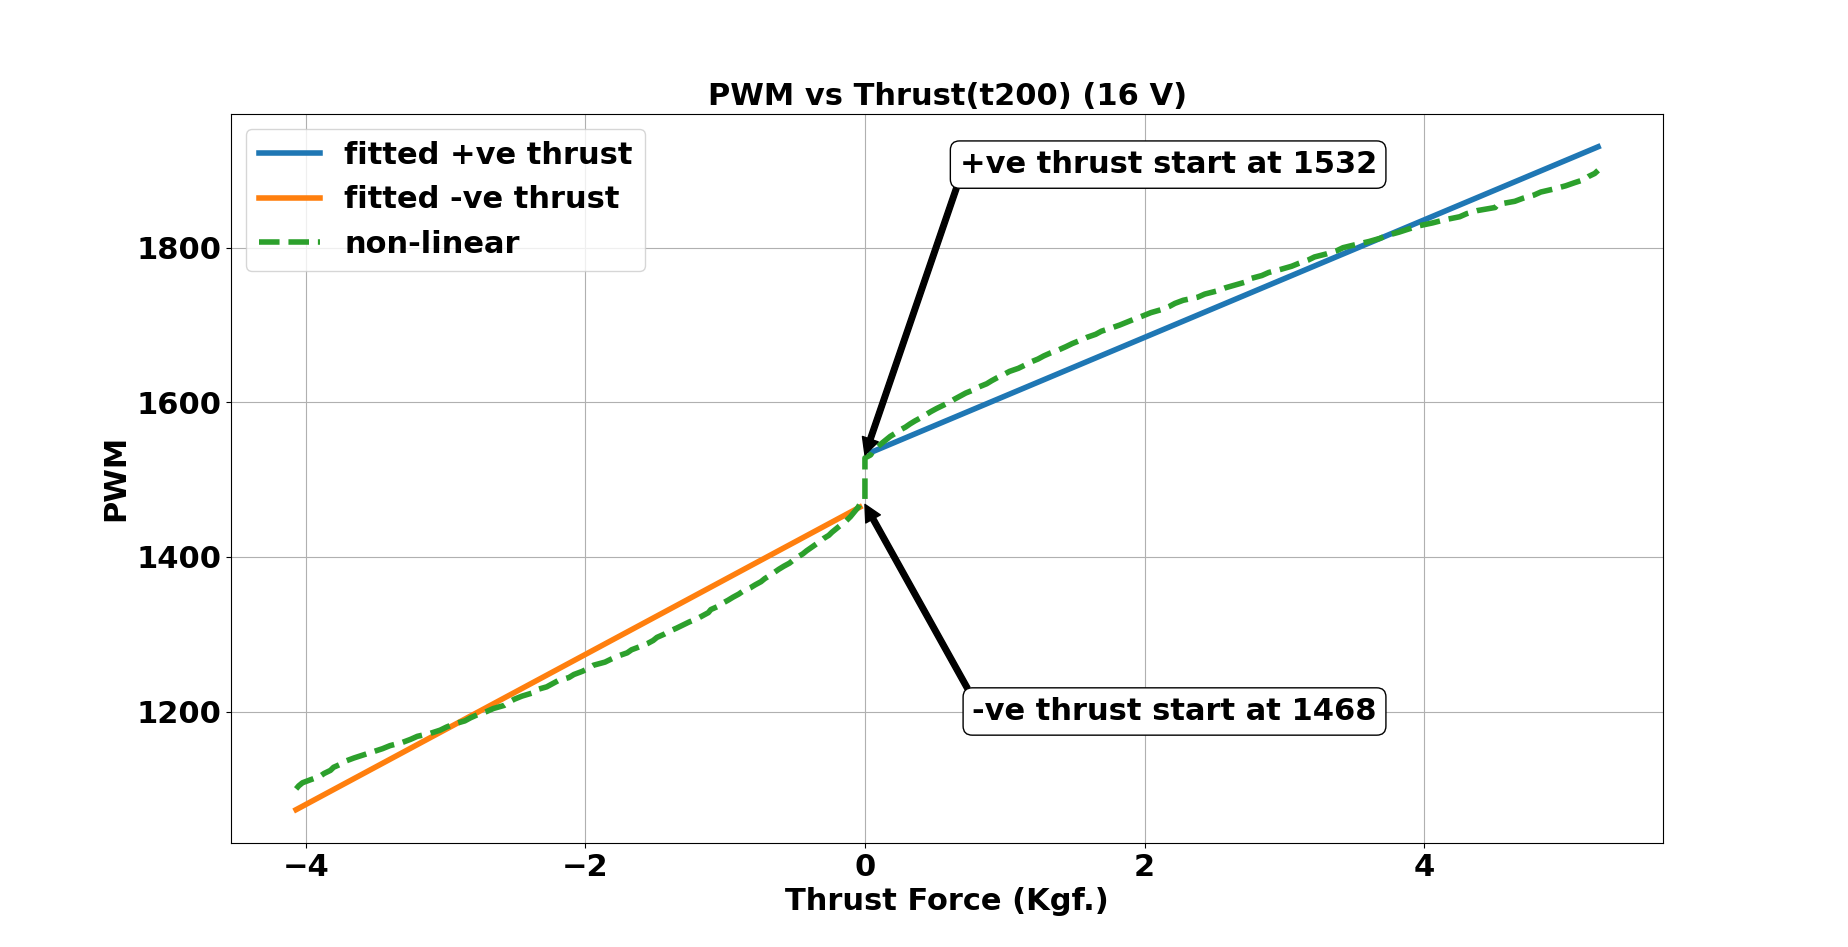 PWM vs Thrust(t200) (16 V)
fitted +ve thrust
fitted -ve thrust
non-linear
+ve thrust start at 1532
-ve thrust start at 1468
PWM
1800
1600
1400
1200
−4
−2
0
2
4
Thrust Force (Kgf.)